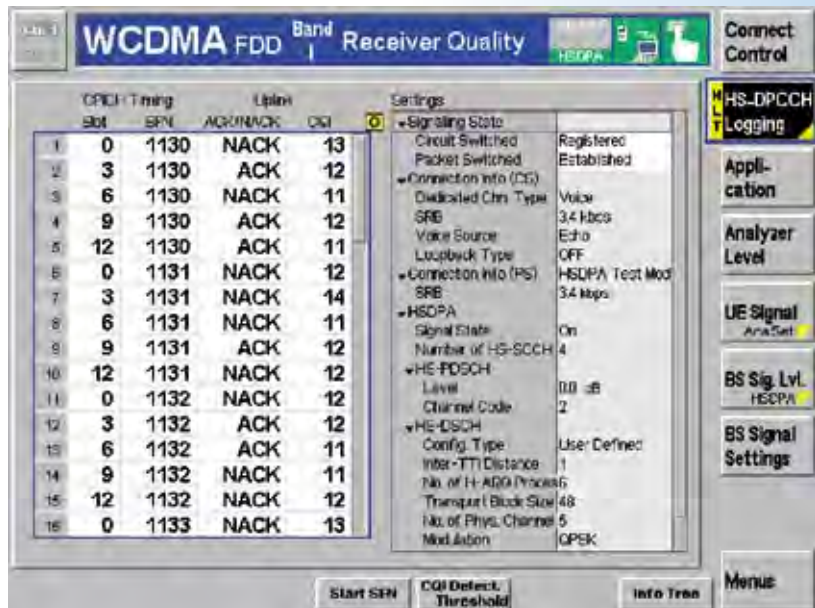 WCDMA FDD Band I Receiver Quality HSDPA
Connect Control
CPICH Timing Uplink
Slot SFN ACK/NACK CQI
1 0 1130 NACK 13
2 3 1130 ACK 12
3 6 1130 NACK 11
4 9 1130 ACK 12
5 12 1130 ACK 11
6 0 1131 NACK 12
7 3 1131 NACK 14
8 6 1131 NACK 11
9 9 1131 ACK 12
10 12 1131 NACK 12
11 0 1132 NACK 12
12 3 1132 ACK 12
13 6 1132 ACK 11
14 9 1132 NACK 11
15 12 1132 NACK 12
16 0 1133 NACK 13
Settings
Signaling State
Circuit Switched Registered
Packet Switched Established
Connection Info (CS)
Dedicated Chn. Type Voice
SRB 3.4 kbps
Voice Source Echo
Loopback Type OFF
Connection Info (PS) HSDPA Test Mod
SRB 3.4 kbps
HSDPA
Signal State On
Number of HS-SCCH 4
HS-PDSCH
Level 0.0 dB
Channel Code 2
HS-DSCH
Config. Type User Defined
Inter-TTI Distance 1
No. of H-ARQ Proces 6
Transport Block Size 48
No. of Phys. Channel 5
Modulation QPSK
HLT
HS-DPCCH Logging
Appli-
cation
Analyzer Level
UE Signal
Ana.Set
BS Sig. Lvl.
HSDPA
BS Signal Settings
Start SFN
CQI Detect. Threshold
Info Tree
Menus